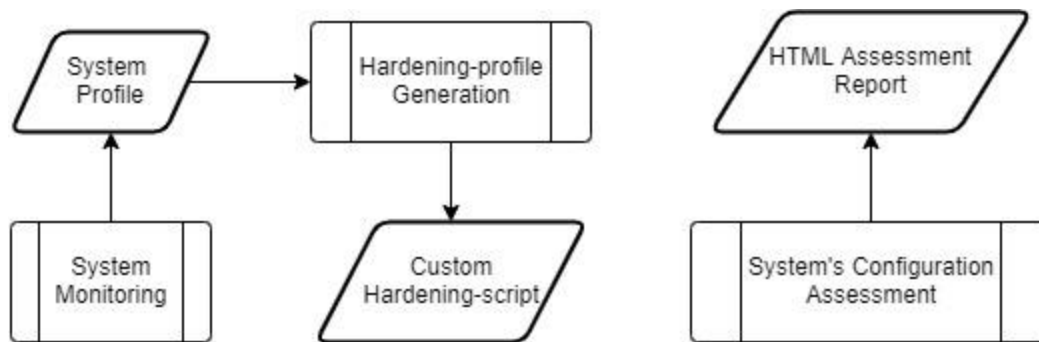 System
Profile
Hardening-profile
Generation
HTML Assessment
Report
System
Monitoring
Custom
Hardening-script
System's Configuration
Assessment